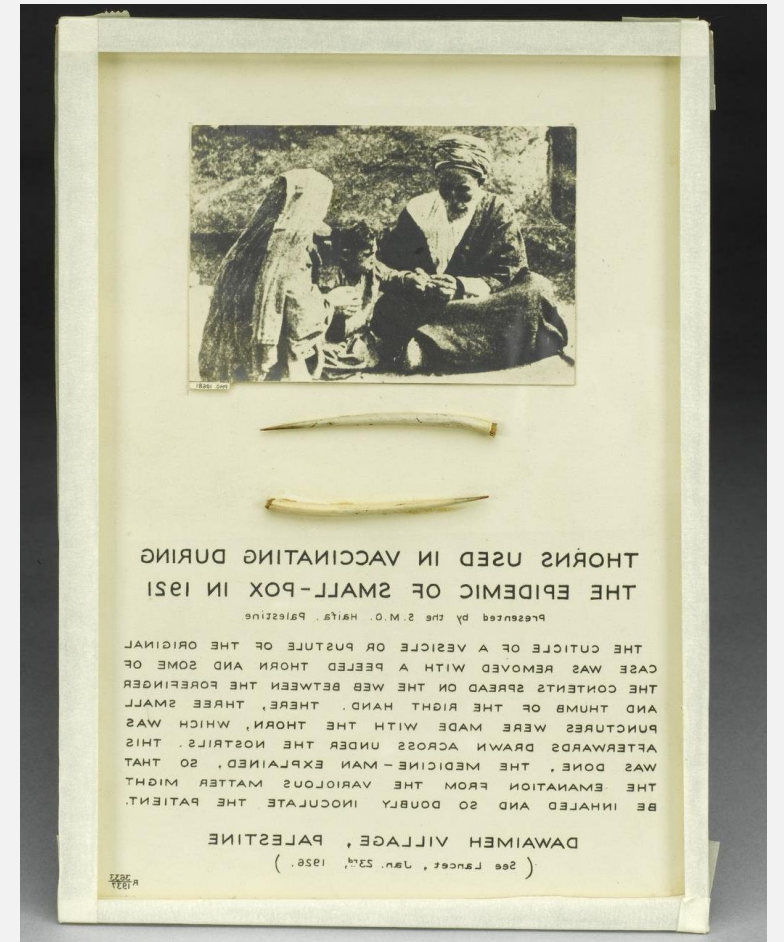 PHO. 19681
THORNS USED IN VACCINATING DURING
THE EPIDEMIC OF SMALL-POX IN 1921
Presented by the S.M.O. Haifa, Palestine
THE CUTICLE OF A VESICLE OR PUSTULE OF THE ORIGINAL
CASE WAS REMOVED WITH A PEELED THORN AND SOME OF
THE CONTENTS SPREAD ON THE WEB BETWEEN THE FOREFINGER
AND THUMB OF THE RIGHT HAND. THERE, THREE SMALL
PUNCTURES WERE MADE WITH THE THORN, WHICH WAS
AFTERWARDS DRAWN ACROSS UNDER THE NOSTRILS. THIS
WAS DONE, THE MEDICINE-MAN EXPLAINED, SO THAT
THE EMANATION FROM THE VARIOLOUS MATTER MIGHT
BE INHALED AND SO DOUBLY INOCULATE THE PATIENT.
DAWAIMEH VILLAGE, PALESTINE
(See Lancet, Jan. 23rd, 1926.)
R 3633
1937